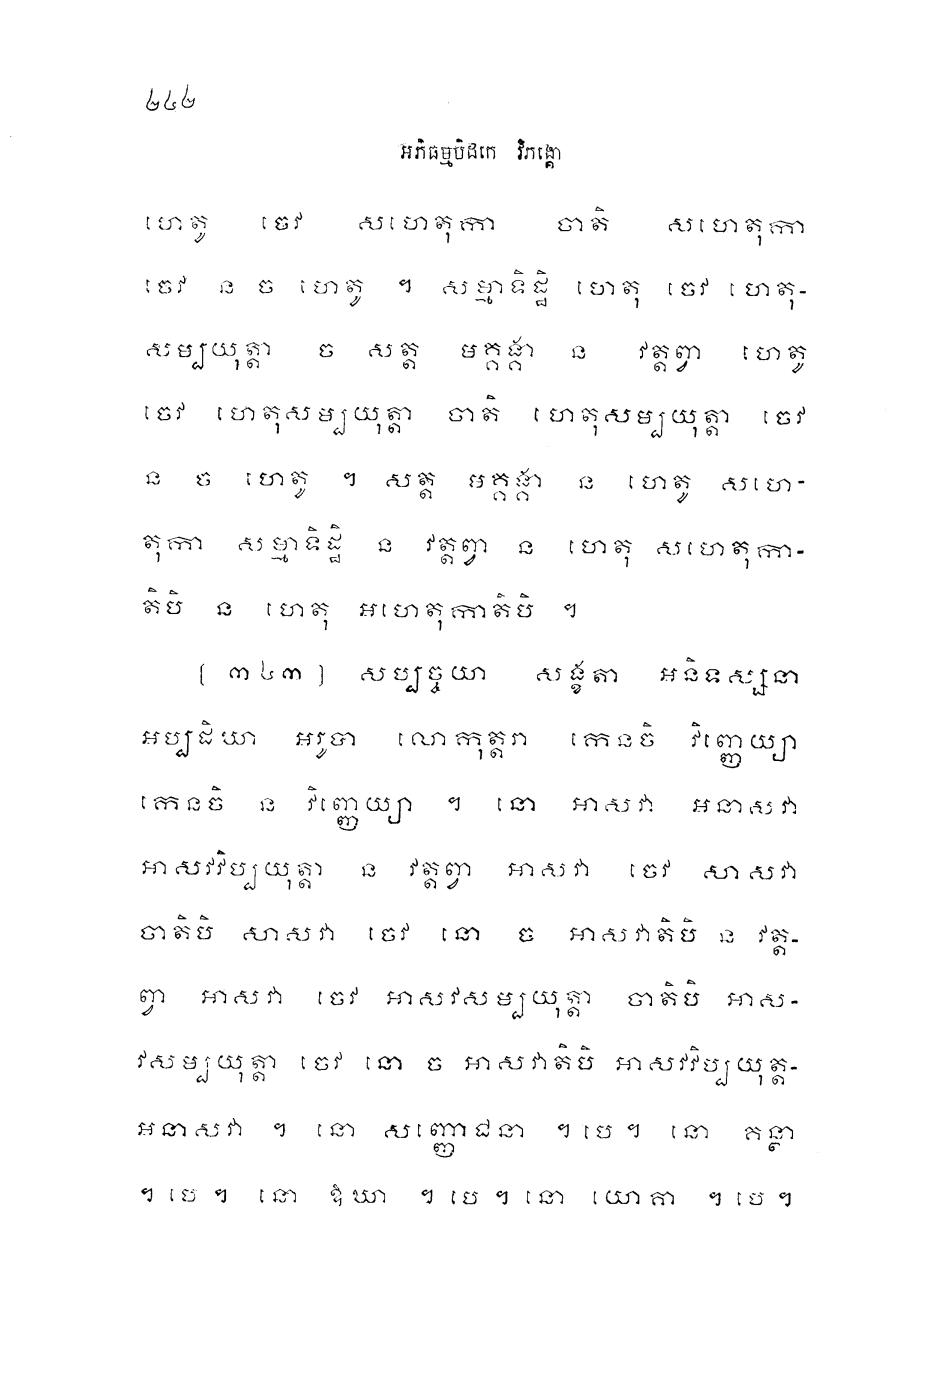 ២៤២
អភិធម្មបិដកេ វិភង្គោ
ហេតូ ចេវ សហេតុកា ចាតិ សហេតុកា
ចេវ ន ច ហេតូ ។ សម្មាទិដ្ឋិ ហេតុ ចេវ ហេតុ-
សម្បយុត្តា ច សត្ត មគ្គង្គា ន វត្តព្វា ហេតូ
ចេវ ហេតុសម្បយុត្តា ចាតិ ហេតុសម្បយុត្តា ចេវ
ន ច ហេតូ ។ សត្ត មគ្គង្គា ន ហេតូ សហេ-
តុកា សម្មាទិដ្ឋិ ន វត្តព្វា ន ហេតុ សហេតុកា-
តិបិ ន ហេតុ អហេតុកាតិបិ ។
[ ៣៤៣ ] សប្បច្ចយា សង្ខតា អនិទស្សនា
អប្បដិឃា អរូបា លោកុត្តរា កេនចិ វិញ្ញេយ្យា
កេនចិ ន វិញ្ញេយ្យា ។ នោ អាសវា អនាសវា
អាសវវិប្បយុត្តា ន វត្តព្វា អាសវា ចេវ សាសវា
ចាតិបិ សាសវា ចេវ នោ ច អាសវាតិបិ ន វត្ត-
ព្វា អាសវា ចេវ អាសវសម្បយុត្តា ចាតិបិ អាស-
វសម្បយុត្តា ចេវ នោ ច អាសវាតិបិ អាសវវិប្បយុត្ត-
អនាសវា ។ នោ សញ្ញោជនា ។ បេ ។ នោ គន្ថា
។ បេ ។ នោ ឱឃា ។ បេ ។ នោ យោគា ។ បេ ។